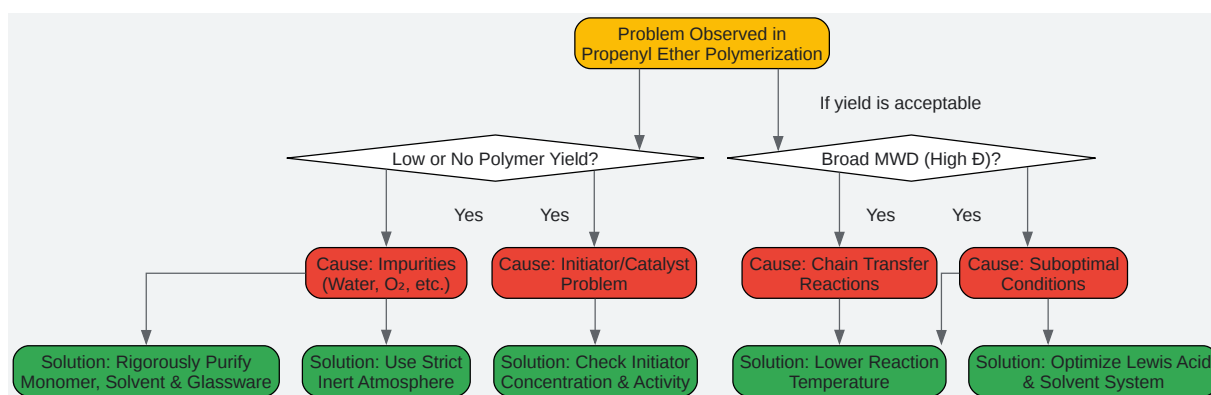 Problem Observed in
Propenyl Ether Polymerization
If yield is acceptable
Low or No Polymer Yield?
Broad MWD (High Đ)?
Yes
Yes
Yes
Yes
Cause: Impurities
(Water, O₂, etc.)
Cause: Initiator/Catalyst
Problem
Cause: Chain Transfer
Reactions
Cause: Suboptimal
Conditions
Solution: Rigorously Purify
Monomer, Solvent & Glassware
Solution: Use Strict
Inert Atmosphere
Solution: Check Initiator
Concentration & Activity
Solution: Lower Reaction
Temperature
Solution: Optimize Lewis Acid
& Solvent System